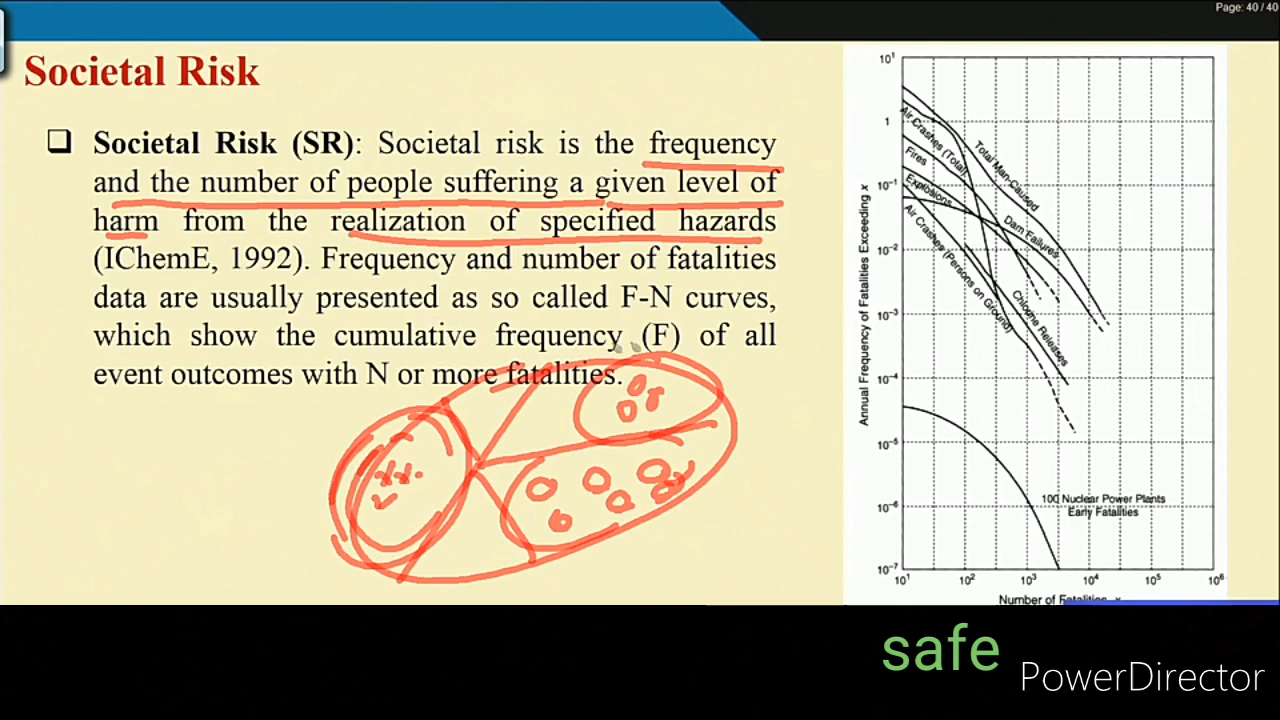 Page: 40 / 40
Societal Risk
❑ Societal Risk (SR): Societal risk is the frequency
and the number of people suffering a given level of
harm from the realization of specified hazards
(IChemE, 1992). Frequency and number of fatalities
data are usually presented as so called F-N curves,
which show the cumulative frequency (F) of all
event outcomes with N or more fatalities.
Annual Frequency of Fatalities Exceeding x
10¹
1
10⁻¹
10⁻²
10⁻³
10⁻⁴
10⁻⁵
10⁻⁶
10⁻⁷
Air Crashes (Total)
Total Man-Caused
Fires
Explosions
Dam Failures
Air Crashes (Persons on Ground)
Chlorine Releases
100 Nuclear Power Plants
Early Fatalities
10¹ 10² 10³ 10⁴ 10⁵ 10⁶
Number of Fatalities, x
safe
PowerDirector